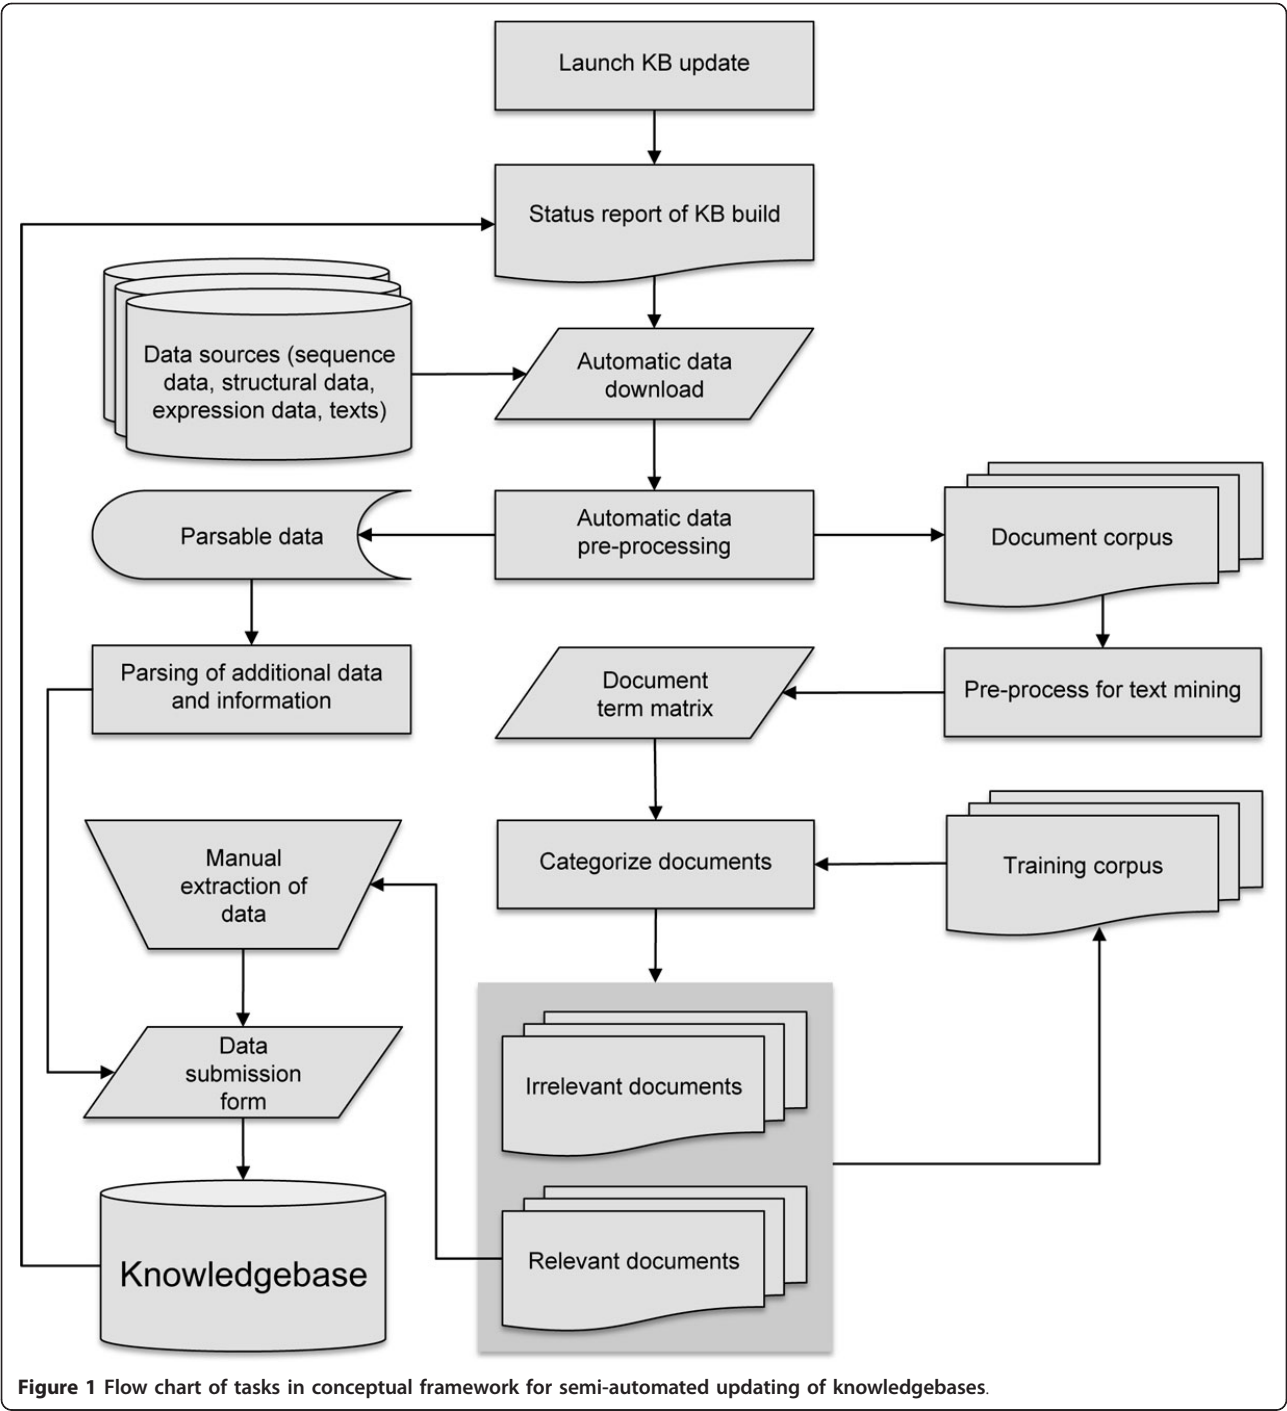 Launch KB update
Status report of KB build
Data sources (sequence
data, structural data,
expression data, texts)
Automatic data
download
Parsable data
Automatic data
pre-processing
Document corpus
Parsing of additional data
and information
Document
term matrix
Pre-process for text mining
Manual
extraction of
data
Categorize documents
Training corpus
Data
submission
form
Irrelevant documents
Knowledgebase
Relevant documents
Figure 1 Flow chart of tasks in conceptual framework for semi-automated updating of knowledgebases.